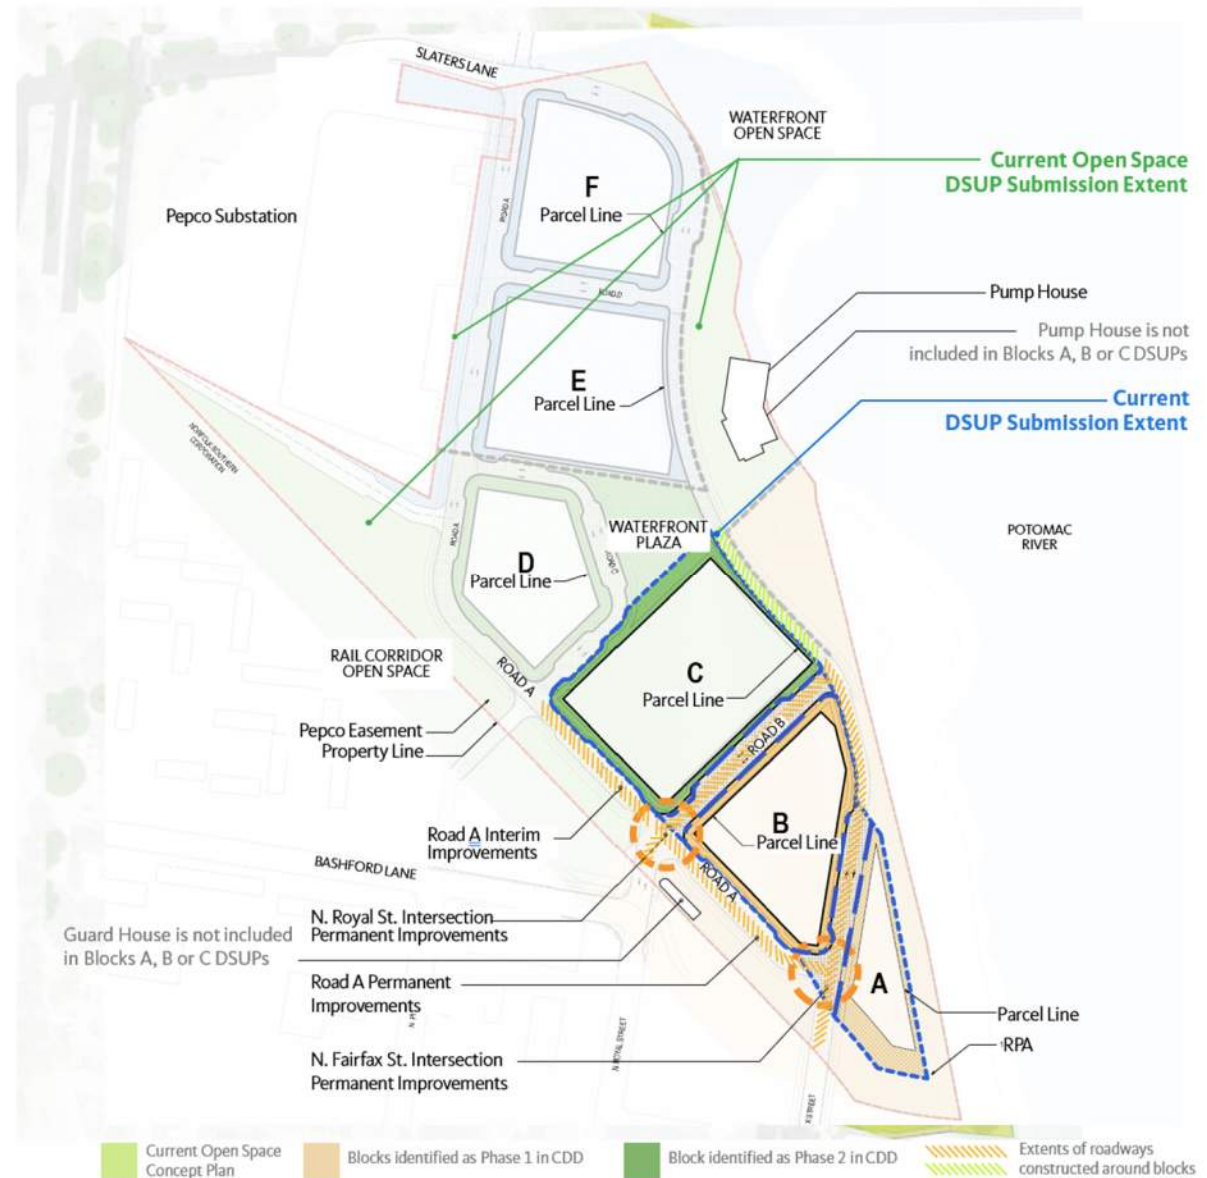 SLATERS LANE
WATERFRONT
OPEN SPACE
Current Open Space
DSUP Submission Extent
F
Parcel Line
ROAD A
Pepco Substation
ROAD D
Pump House
Pump House is not
included in Blocks A, B or C DSUPs
E
Parcel Line
Current
DSUP Submission Extent
NORFOLK SOUTHERN
CORPORATION
WATERFRONT
PLAZA
POTOMAC
RIVER
ROAD A
D
Parcel Line
ROAD C
RAIL CORRIDOR
OPEN SPACE
ROAD A
C
Parcel Line
Pepco Easement
Property Line
ROAD B
B
Parcel Line
Road A Interim
Improvements
BASHFORD LANE
ROAD A
N. Royal St. Intersection
Permanent Improvements
Guard House is not included
in Blocks A, B or C DSUPs
Road A Permanent
Improvements
A
Parcel Line
RPA
N ROYAL STREET
N. Fairfax St. Intersection
Permanent Improvements
Current Open Space
Concept Plan
Blocks identified as Phase 1 in CDD
Block identified as Phase 2 in CDD
Extents of roadways
constructed around blocks